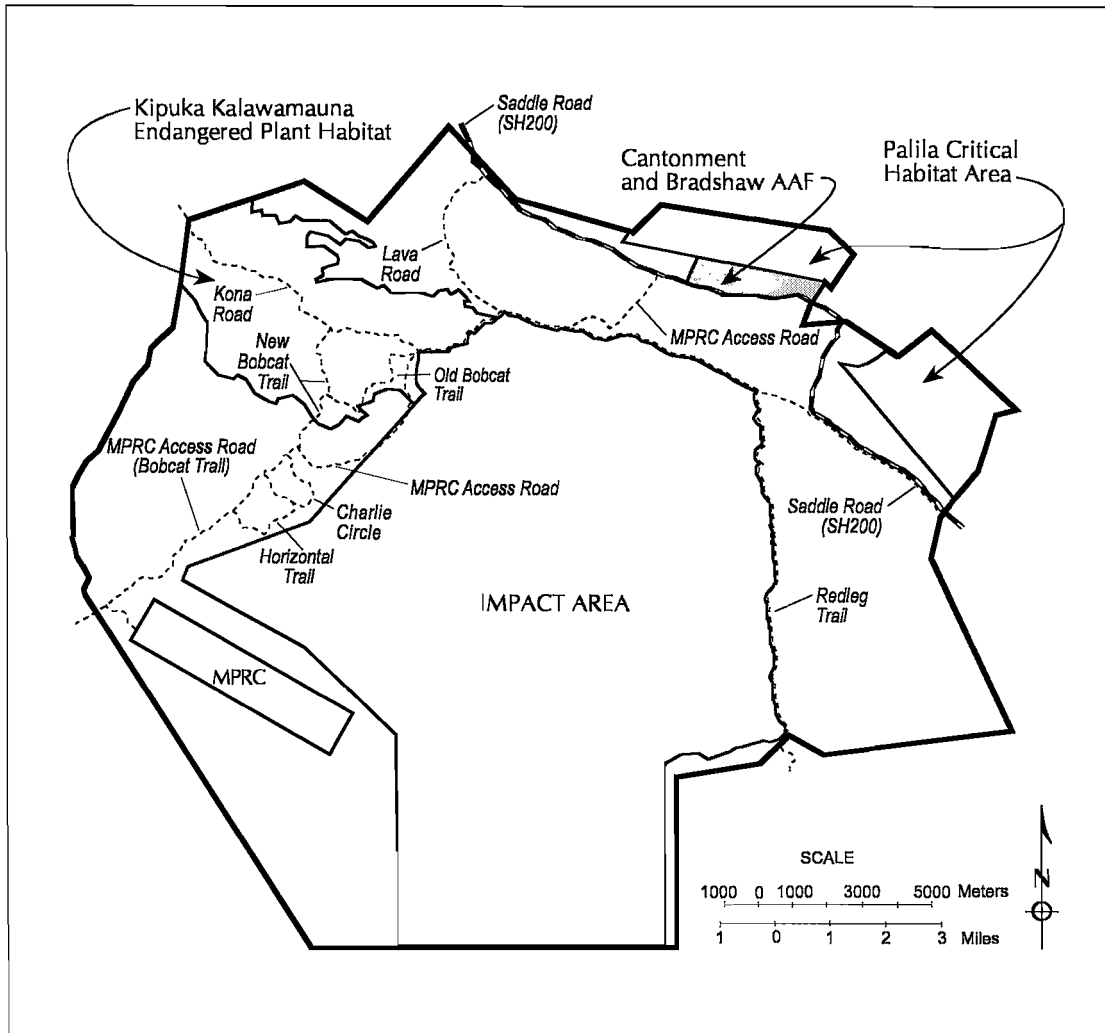 Saddle Road
(SH200)
Kipuka Kalawamauna
Endangered Plant Habitat
Cantonment
and Bradshaw AAF
Palila Critical
Habitat Area
Lava
Road
Kona
Road
MPRC Access Road
New
Bobcat
Trail
Old Bobcat
Trail
MPRC Access Road
(Bobcat Trail)
MPRC Access Road
Charlie
Circle
Horizontal
Trail
Saddle Road
(SH200)
IMPACT AREA
Redleg
Trail
MPRC
SCALE
1000 0 1000 3000 5000 Meters
1 0 1 2 3 Miles
N